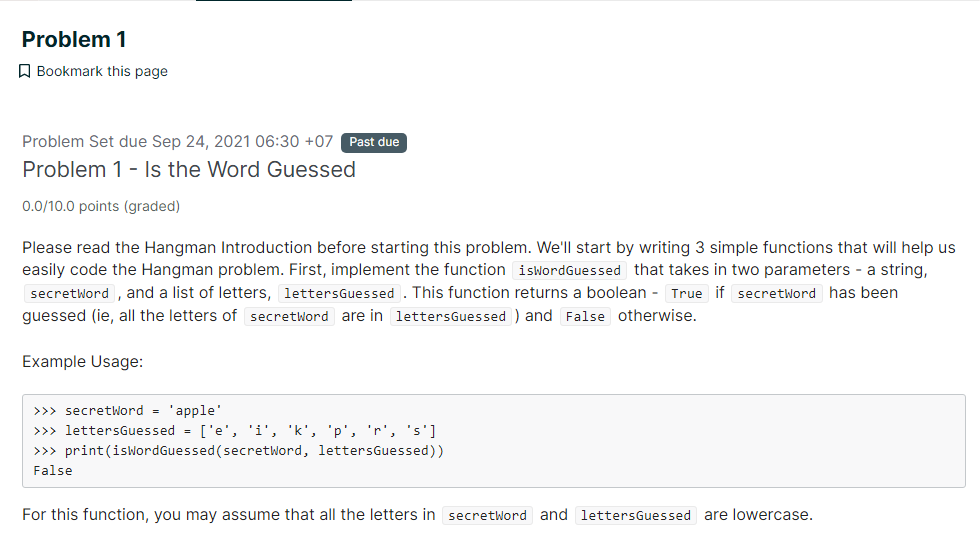 Problem 1
Bookmark this page
Problem Set due Sep 24, 2021 06:30 +07 Past due
Problem 1 - Is the Word Guessed
0.0/10.0 points (graded)
Please read the Hangman Introduction before starting this problem. We'll start by writing 3 simple functions that will help us
easily code the Hangman problem. First, implement the function isWordGuessed that takes in two parameters - a string,
secretWord, and a list of letters, lettersGuessed. This function returns a boolean - True if secretWord has been
guessed (ie, all the letters of secretWord are in lettersGuessed) and False otherwise.
Example Usage:
>>> secretWord = 'apple'
>>> lettersGuessed = ['e', 'i', 'k', 'p', 'r', 's']
>>> print(isWordGuessed(secretWord, lettersGuessed))
False
For this function, you may assume that all the letters in secretWord and lettersGuessed are lowercase.